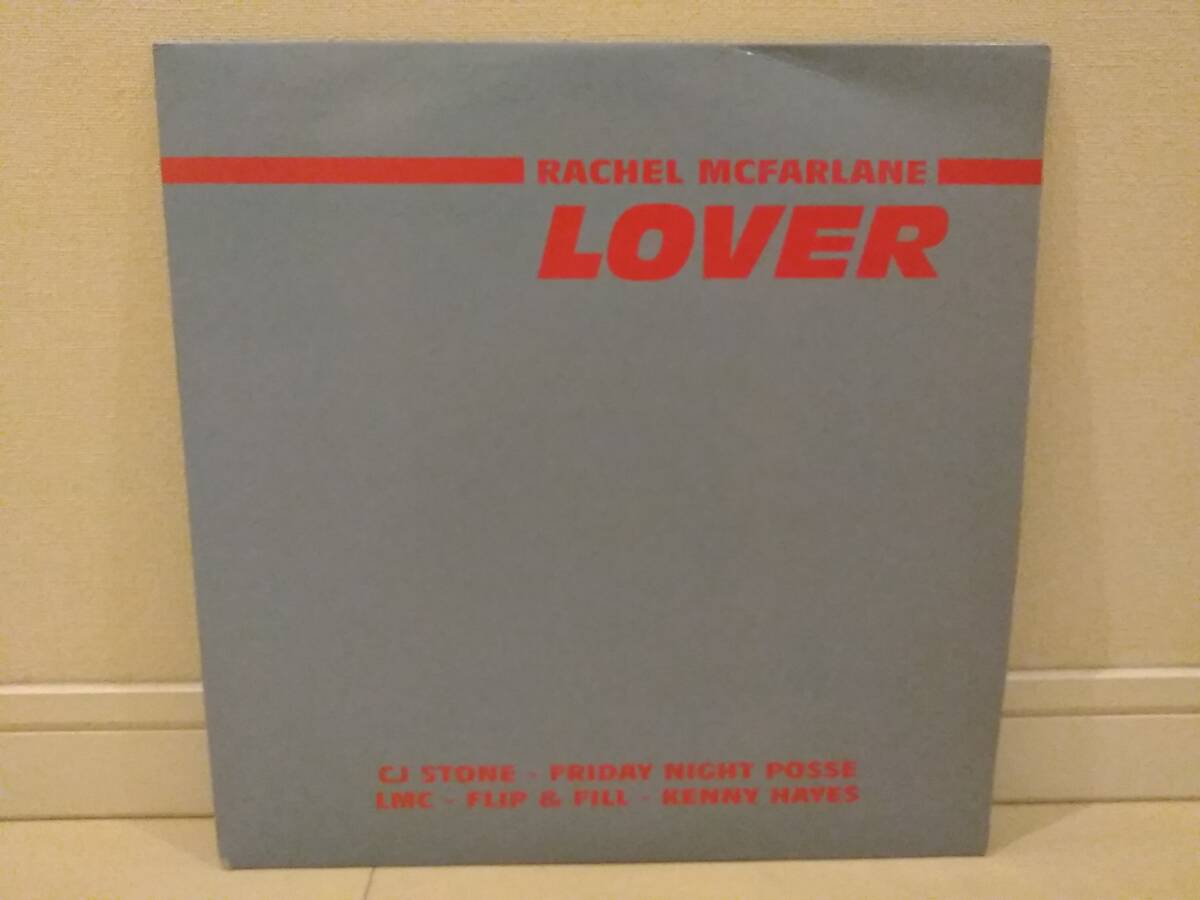 RACHEL MCFARLANE
LOVER
CJ STONE - FRIDAY NIGHT POSSE
LMC - FLIP & FILL - KENNY HAYES